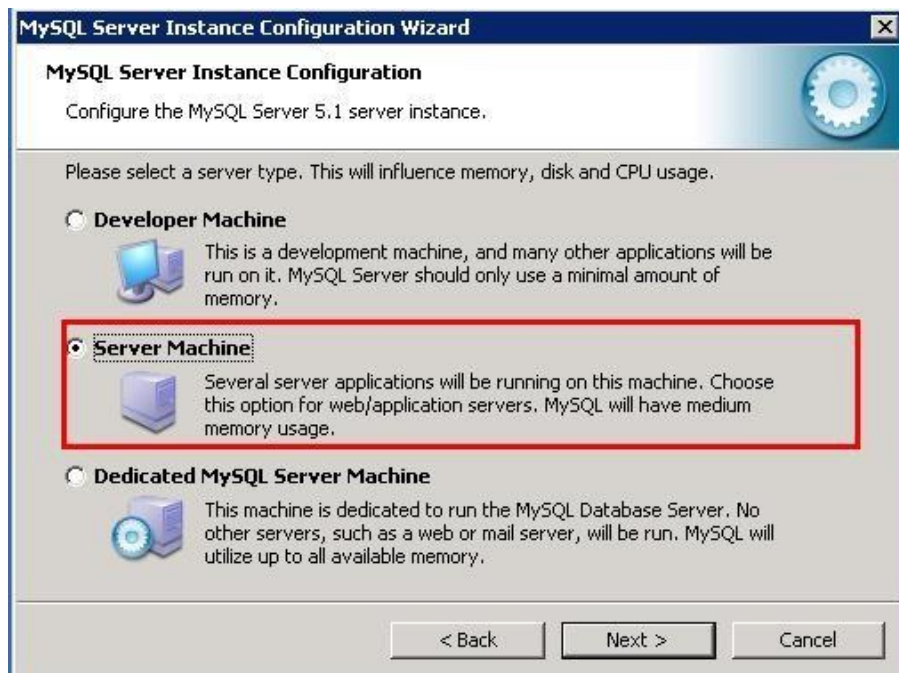 MySQL Server Instance Configuration Wizard
MySQL Server Instance Configuration
Configure the MySQL Server 5.1 server instance.
Please select a server type. This will influence memory, disk and CPU usage.
Developer Machine
This is a development machine, and many other applications will be
run on it. MySQL Server should only use a minimal amount of
memory.
Server Machine
Several server applications will be running on this machine. Choose
this option for web/application servers. MySQL will have medium
memory usage.
Dedicated MySQL Server Machine
This machine is dedicated to run the MySQL Database Server. No
other servers, such as a web or mail server, will be run. MySQL will
utilize up to all available memory.
< Back Next > Cancel